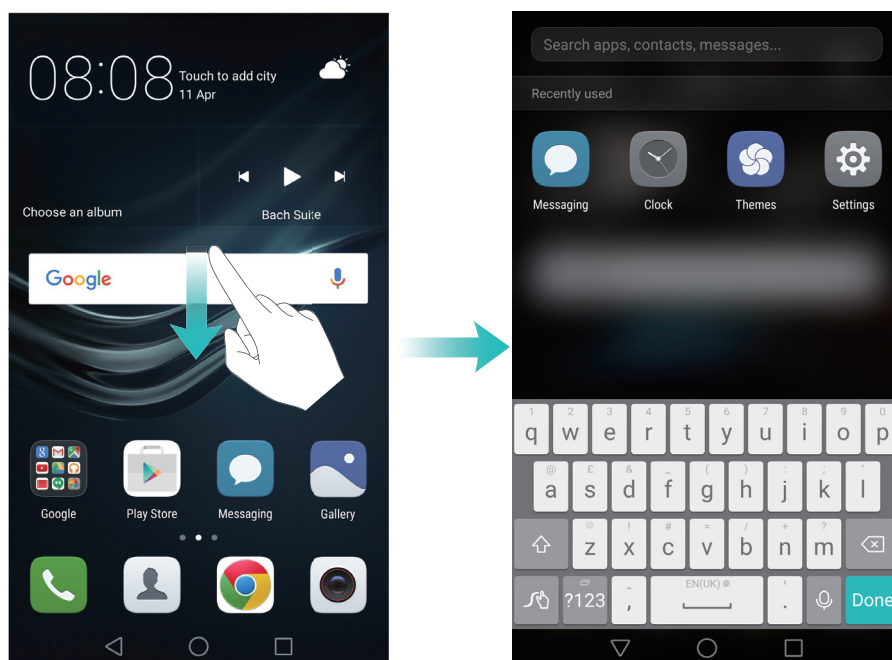 08:08
Touch to add city
11 Apr
Choose an album
Bach Suite
Google
Google
Play Store
Messaging
Gallery
Search apps, contacts, messages...
Recently used
Messaging
Clock
Themes
Settings
1 2 3 4 5 6 7 8 9 0
q w e r t y u i o p
@ £ & _ ( ) : ; "
a s d f g h j k l
! # = / + ?
z x c v b n m
EN(UK)
?123 , . Done